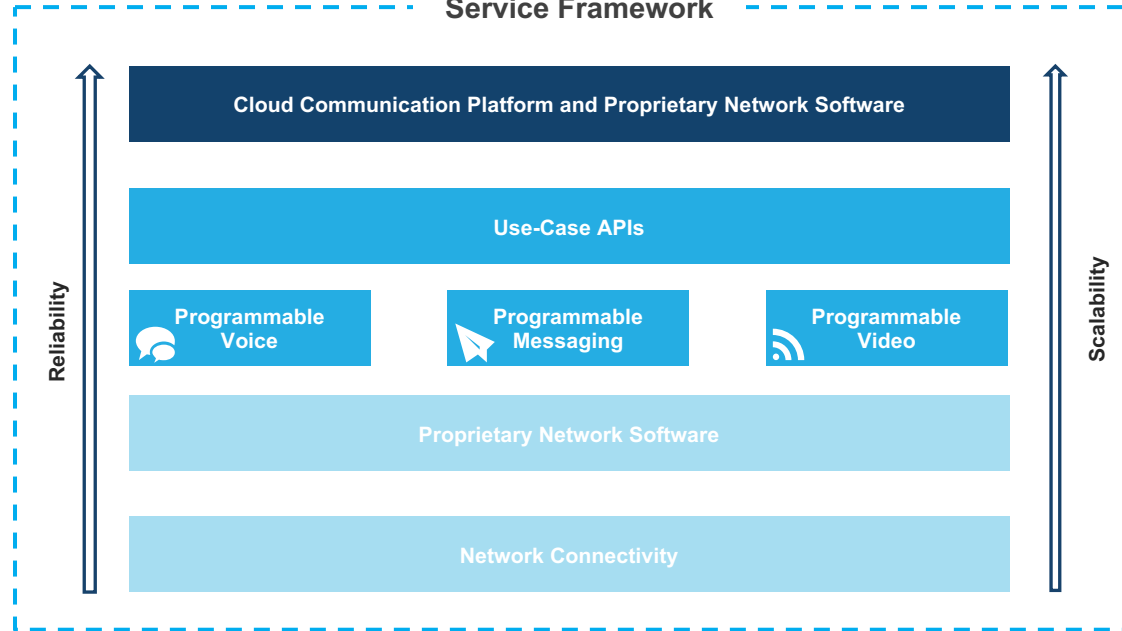 Service Framework
Cloud Communication Platform and Proprietary Network Software
Use-Case APIs
Reliability
Scalability
Programmable
Voice
Programmable
Messaging
Programmable
Video
Proprietary Network Software
Network Connectivity